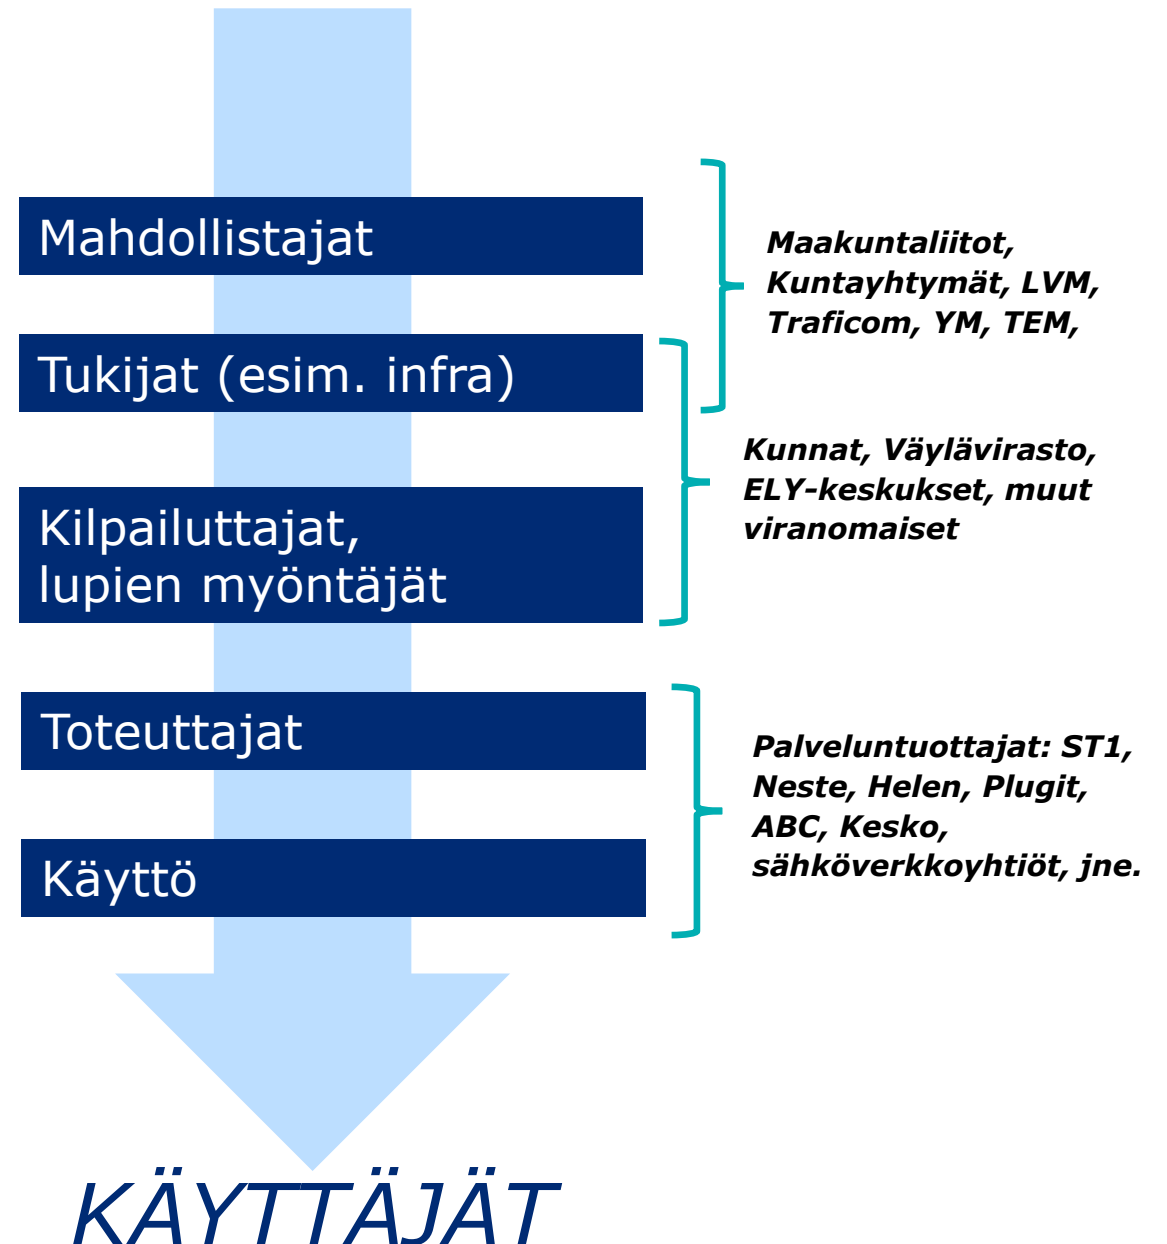 Mahdollistajat
Maakuntaliitot,
Kuntayhtymät, LVM,
Traficom, YM, TEM,
Tukijat (esim. infra)
Kunnat, Väylävirasto,
ELY-keskukset, muut
viranomaiset
Kilpailuttajat,
lupien myöntäjät
Toteuttajat
Palveluntuottajat: ST1,
Neste, Helen, Plugit,
ABC, Kesko,
sähköverkkoyhtiöt, jne.
Käyttö
KÄYTTÄJÄT